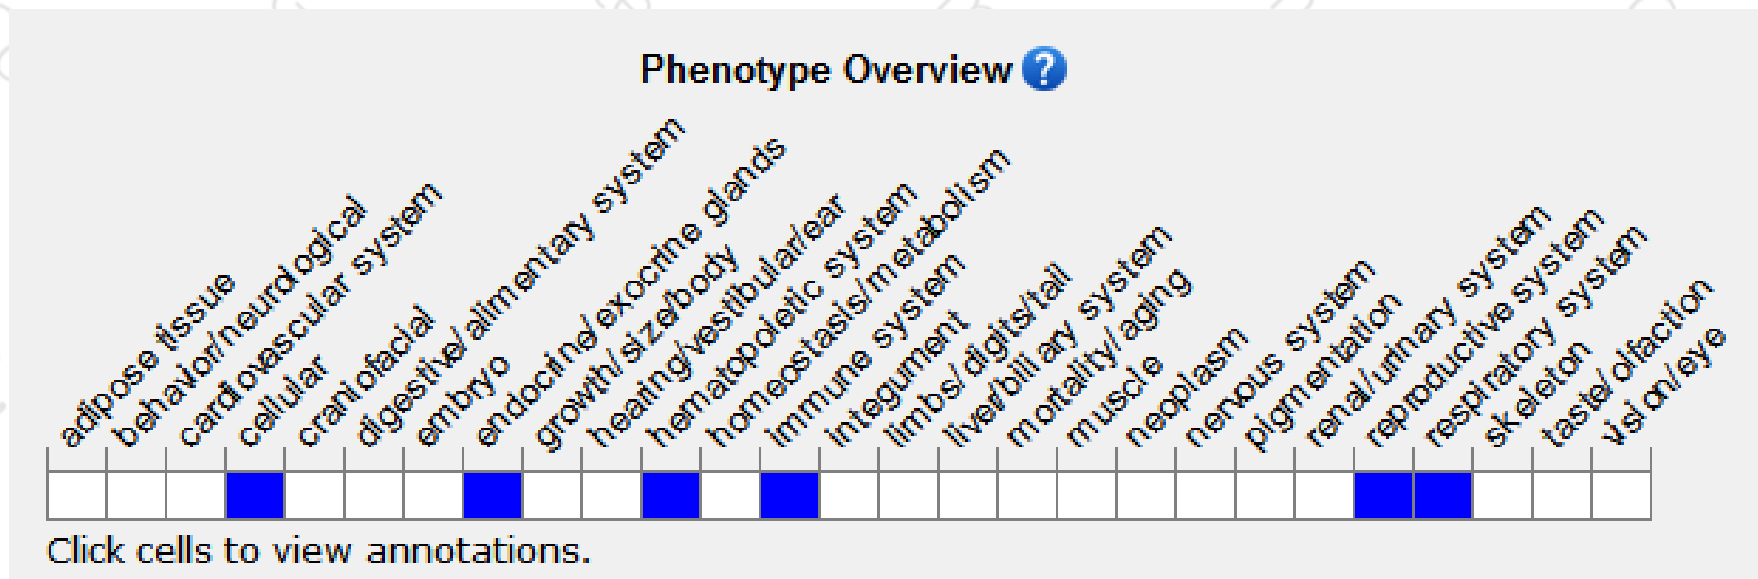 Phenotype Overview ?
adipose tissue
behavior/neurological
cardiovascular system
cellular
craniofacial
digestive/alimentary system
embryo
endocrine/exocrine glands
growth/size/body
hearing/vestibular/ear
hematopoietic system
homeostasis/metabolism
immune system
integument
limbs/digits/tail
liver/biliary system
mortality/aging
muscle
neoplasm
nervous system
pigmentation
renal/urinary system
reproductive system
respiratory system
skeleton
taste/olfaction
vision/eye
Click cells to view annotations.